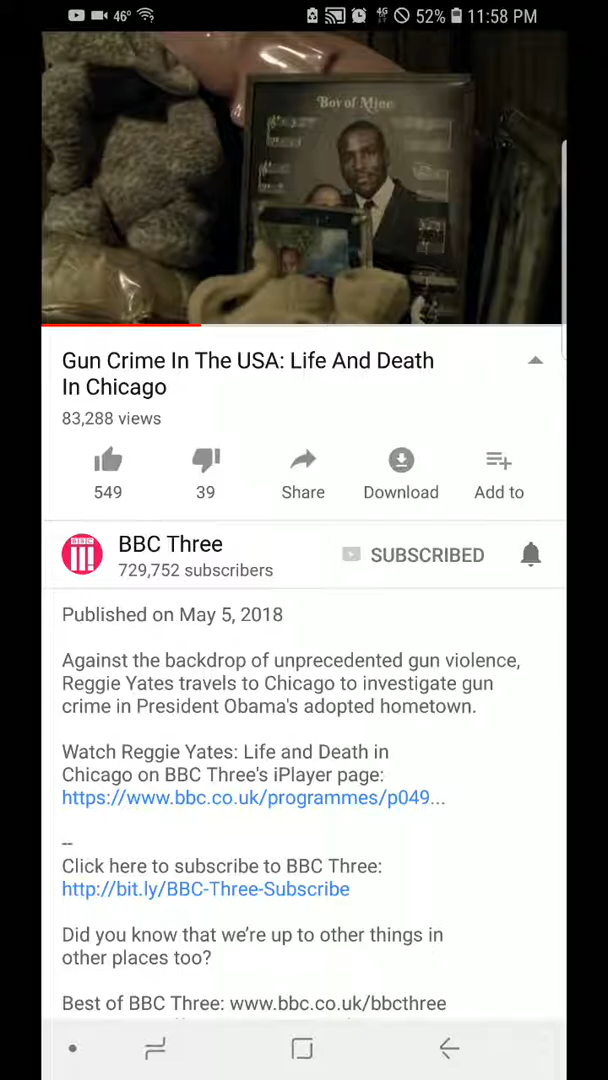 46° 4G 52% 11:58 PM
Boy of Mine
Gun Crime In The USA: Life And Death
In Chicago
83,288 views
549 39 Share Download Add to
BBC
BBC Three
SUBSCRIBED
729,752 subscribers
Published on May 5, 2018
Against the backdrop of unprecedented gun violence,
Reggie Yates travels to Chicago to investigate gun
crime in President Obama's adopted hometown.
Watch Reggie Yates: Life and Death in
Chicago on BBC Three's iPlayer page:
https://www.bbc.co.uk/programmes/p049...
--
Click here to subscribe to BBC Three:
http://bit.ly/BBC-Three-Subscribe
Did you know that we’re up to other things in
other places too?
Best of BBC Three: www.bbc.co.uk/bbcthree